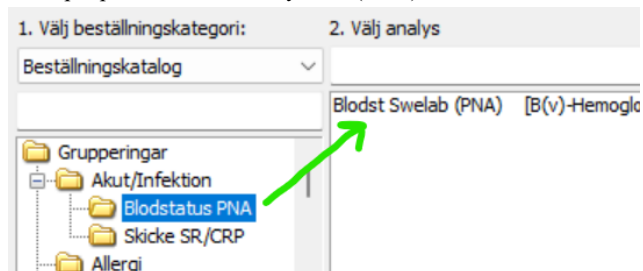 1. Välj beställningskategori:
2. Välj analys
Beställningskatalog
Blodst Swelab (PNA) [B(v)-Hemoglo
Grupperingar
Akut/Infektion
Blodstatus PNA
Skicke SR/CRP
Allergi